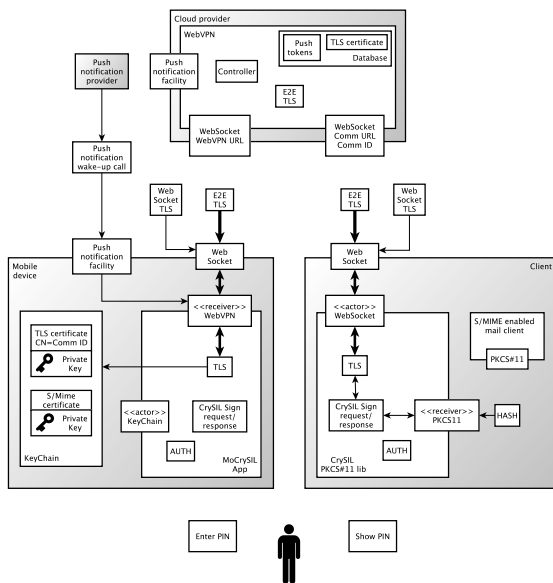 Cloud provider
WebVPN
Push
tokens
TLS certificate
Database
Push
notification
provider
Push
notification
facility
Controller
E2E
TLS
WebSocket
WebVPN URL
WebSocket
Comm URL
Comm ID
Push
notification
wake-up call
Web
Socket
TLS
E2E
TLS
E2E
TLS
Web
Socket
TLS
Mobile
device
Push
notification
facility
Web
Socket
Web
Socket
Client
<<receiver>>
WebVPN
<<actor>>
WebSocket
S/MIME enabled
mail client
PKCS#11
TLS certificate
CN=Comm ID
Private
Key
TLS
TLS
S/Mime
certificate
Private
Key
KeyChain
<<actor>>
KeyChain
CrySIL Sign
request/
response
AUTH
MoCrySIL
App
CrySIL Sign
request/
response
<<receiver>>
PKCS11
HASH
AUTH
CrySIL
PKCS#11 lib
Enter PIN
Show PIN